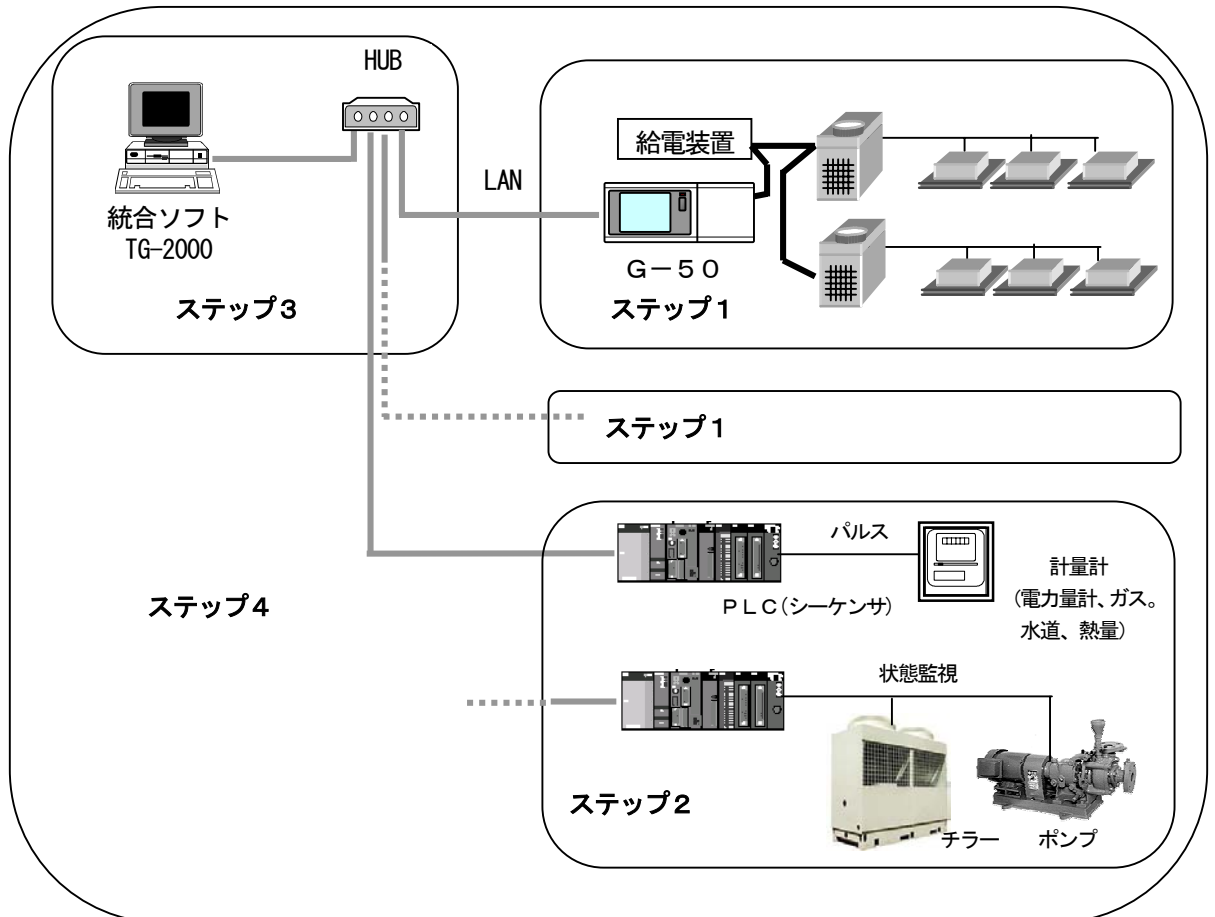 HUB
統合ソフト
TG-2000
ステップ3
LAN
給電装置
G－50
ステップ1
ステップ1
パルス
PLC(シーケンサ)
計量計
(電力量計、ガス。
水道、熱量)
ステップ4
状態監視
ステップ2
チラー
ポンプ